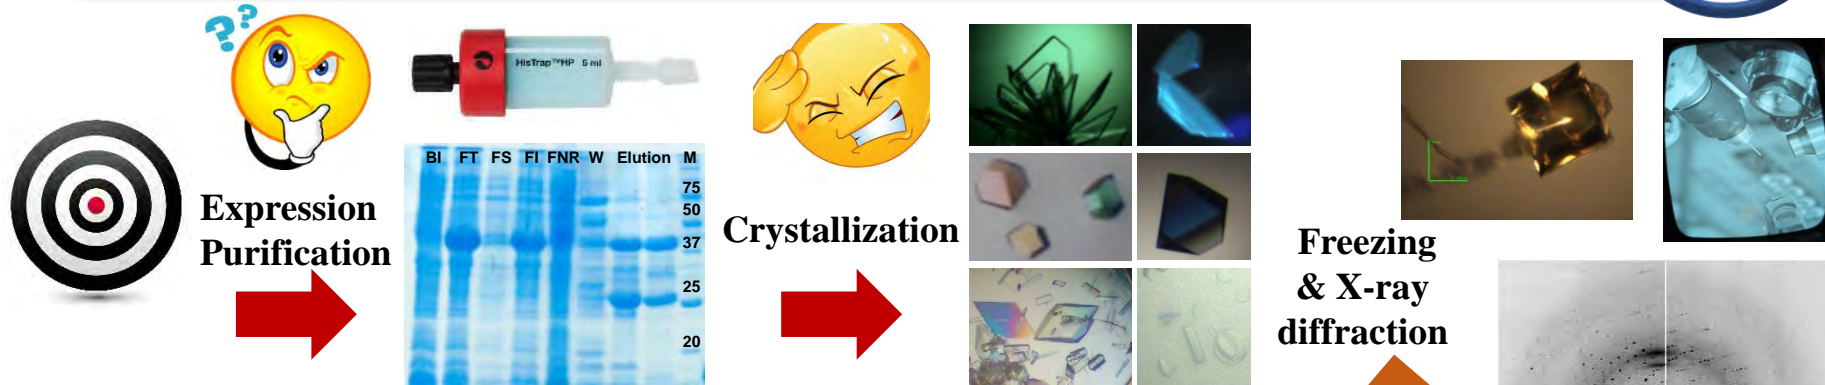 ? ? ?
Expression
Purification
HisTrap™HP 5 ml
BI FT FS FI FNR W Elution M
75
50
37
25
20
Crystallization
Freezing
& X-ray
diffraction